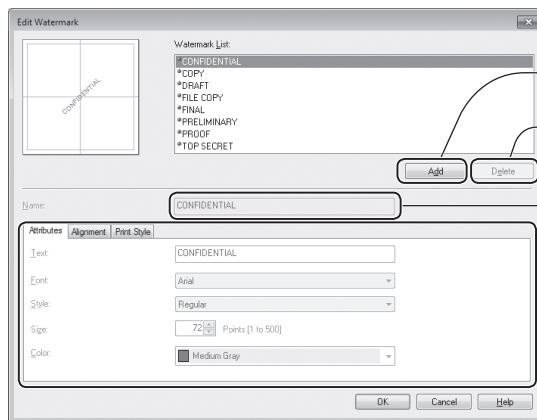 Edit Watermark
CONFIDENTIAL
Watermark List:
CONFIDENTIAL
COPY
DRAFT
FILE COPY
FINAL
PRELIMINARY
PROOF
TOP SECRET
Add Delete
Name: CONFIDENTIAL
Attributes Alignment Print Style
Text: CONFIDENTIAL
Font: Arial
Style: Regular
Size: 72 Points [1 to 500]
Color: Medium Gray
OK Cancel Help